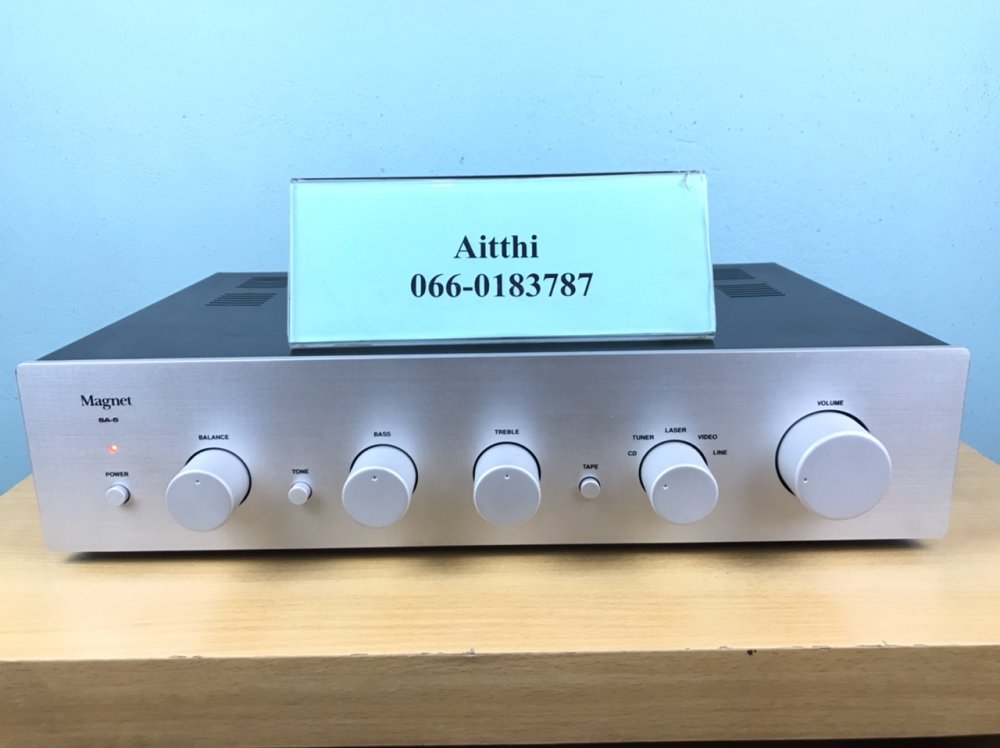 Aitthi
066-0183787
Magnet
SA-5
POWER
BALANCE
TONE
BASS
TREBLE
TAPE
CD
TUNER
LASER
VIDEO
LINE
VOLUME